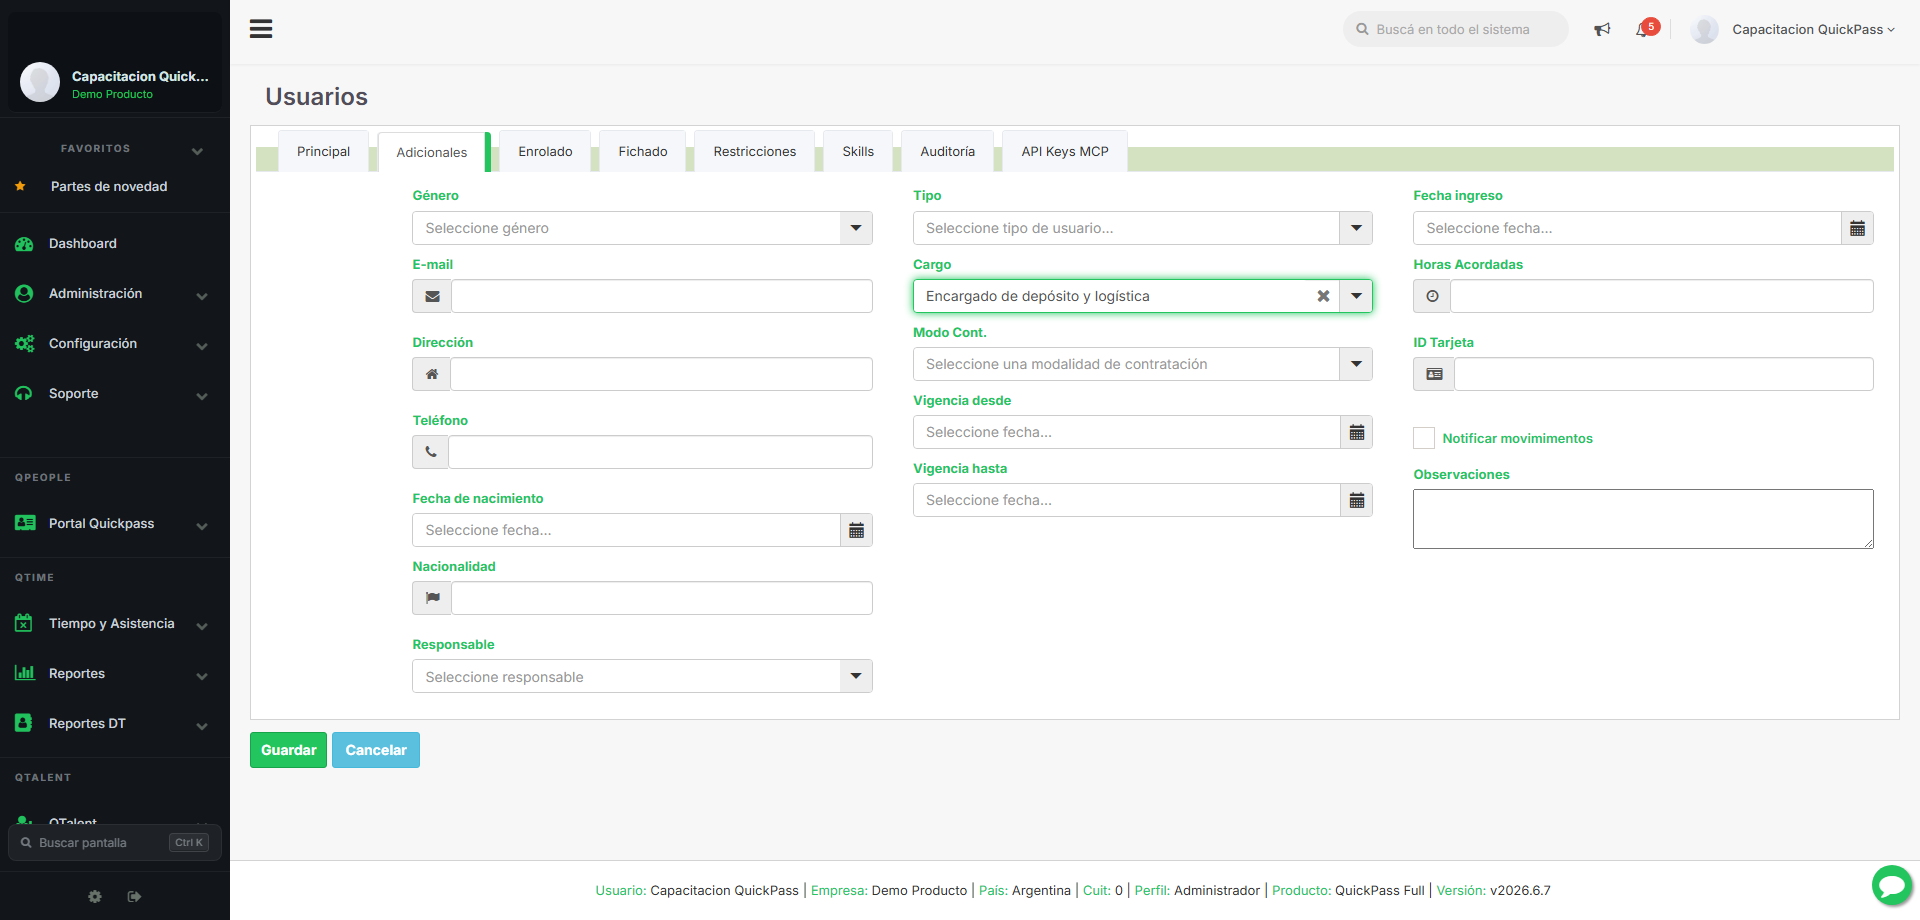 Capacitacion Quick...
Demo Producto
FAVORITOS
Partes de novedad
Dashboard
Administración
Configuración
Soporte
QPEOPLE
Portal Quickpass
QTIME
Tiempo y Asistencia
Reportes
Reportes DT
QTALENT
QTalent
Buscar pantalla
Ctrl K
Buscá en todo el sistema
5
Capacitacion QuickPass
Usuarios
Principal
Adicionales
Enrolado
Fichado
Restricciones
Skills
Auditoría
API Keys MCP
Género
Seleccione género
E-mail
Dirección
Teléfono
Fecha de nacimiento
Seleccione fecha...
Nacionalidad
Responsable
Seleccione responsable
Tipo
Seleccione tipo de usuario...
Cargo
Encargado de depósito y logística
Modo Cont.
Seleccione una modalidad de contratación
Vigencia desde
Seleccione fecha...
Vigencia hasta
Seleccione fecha...
Fecha ingreso
Seleccione fecha...
Horas Acordadas
ID Tarjeta
Notificar movimimentos
Observaciones
Guardar
Cancelar
Usuario: Capacitacion QuickPass | Empresa: Demo Producto | País: Argentina | Cuit: 0 | Perfil: Administrador | Producto: QuickPass Full | Versión: v2026.6.7